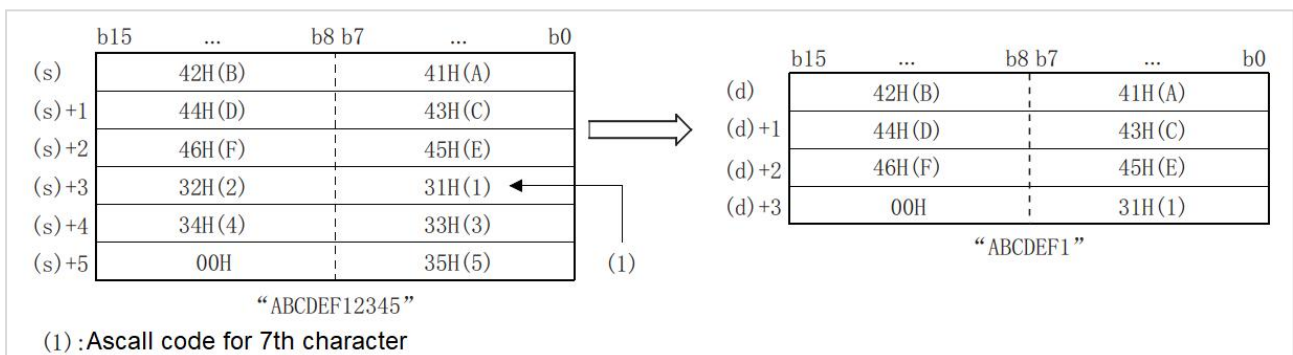 b15 ... b8 b7 ... b0
(s) 42H(B) 41H(A)
(s)+1 44H(D) 43H(C)
(s)+2 46H(F) 45H(E)
(s)+3 32H(2) 31H(1)
(s)+4 34H(4) 33H(3)
(s)+5 00H 35H(5) (1)
“ABCDEF12345”
b15 ... b8 b7 ... b0
(d) 42H(B) 41H(A)
(d)+1 44H(D) 43H(C)
(d)+2 46H(F) 45H(E)
(d)+3 00H 31H(1)
“ABCDEF1”
(1):Ascall code for 7th character